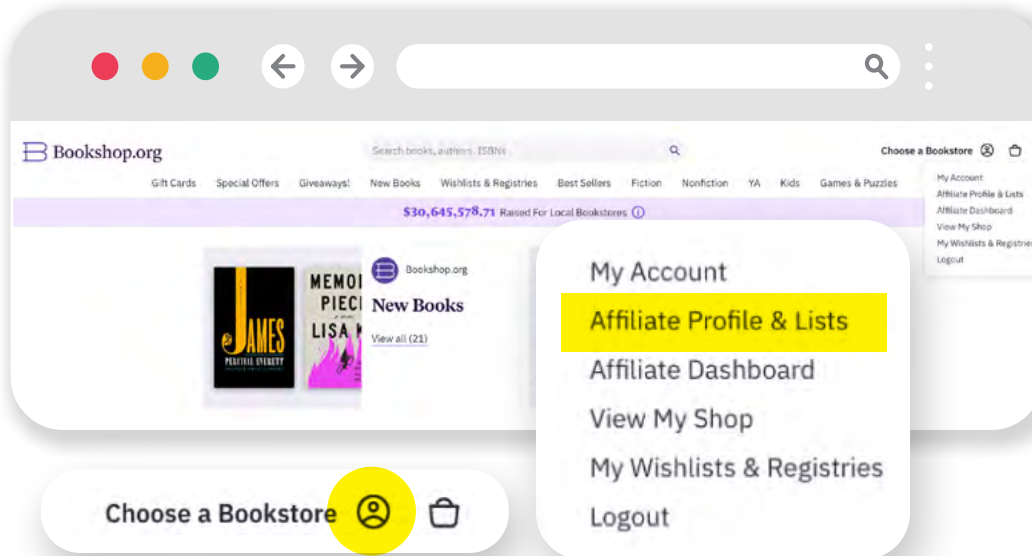 Bookshop.org
Search books, authors, ISBNs
Choose a Bookstore
Gift Cards Special Offers Giveaways! New Books Wishlists & Registries Best Sellers Fiction Nonfiction YA Kids Games & Puzzles
$30,645,578.71 Raised For Local Bookstores
My Account
Affiliate Profile & Lists
Affiliate Dashboard
View My Shop
My Wishlists & Registries
Logout
JAMES
PERCIVAL EVERETT
MEMO
PIEC
LISA K
Bookshop.org
New Books
View all (21)
My Account
Affiliate Profile & Lists
Affiliate Dashboard
View My Shop
My Wishlists & Registries
Logout
Choose a Bookstore